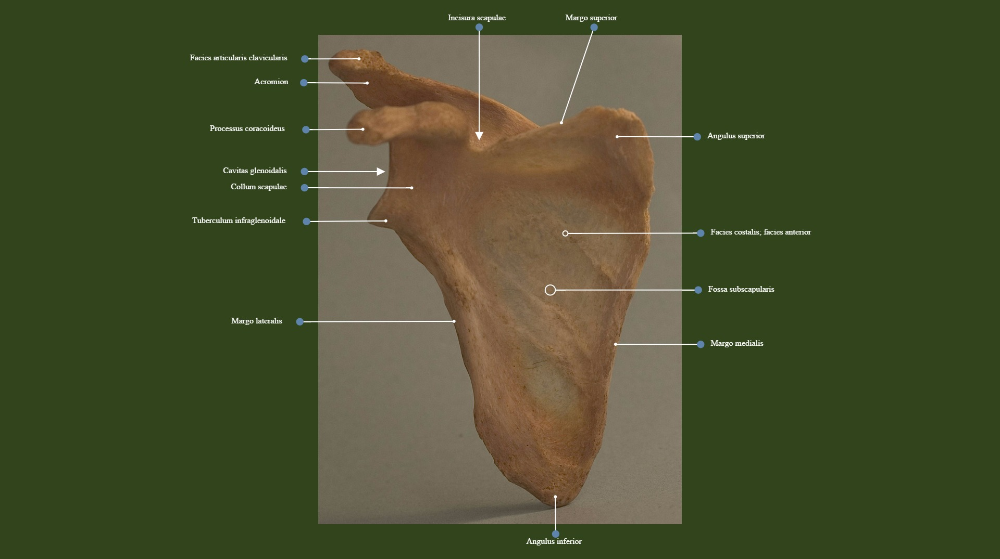 Incisura scapulae
Margo superior
Facies articularis clavicularis
Acromion
Processus coracoideus
Angulus superior
Cavitas glenoidalis
Collum scapulae
Tuberculum infraglenoidale
Facies costalis; facies anterior
Fossa subscapularis
Margo lateralis
Margo medialis
Angulus inferior